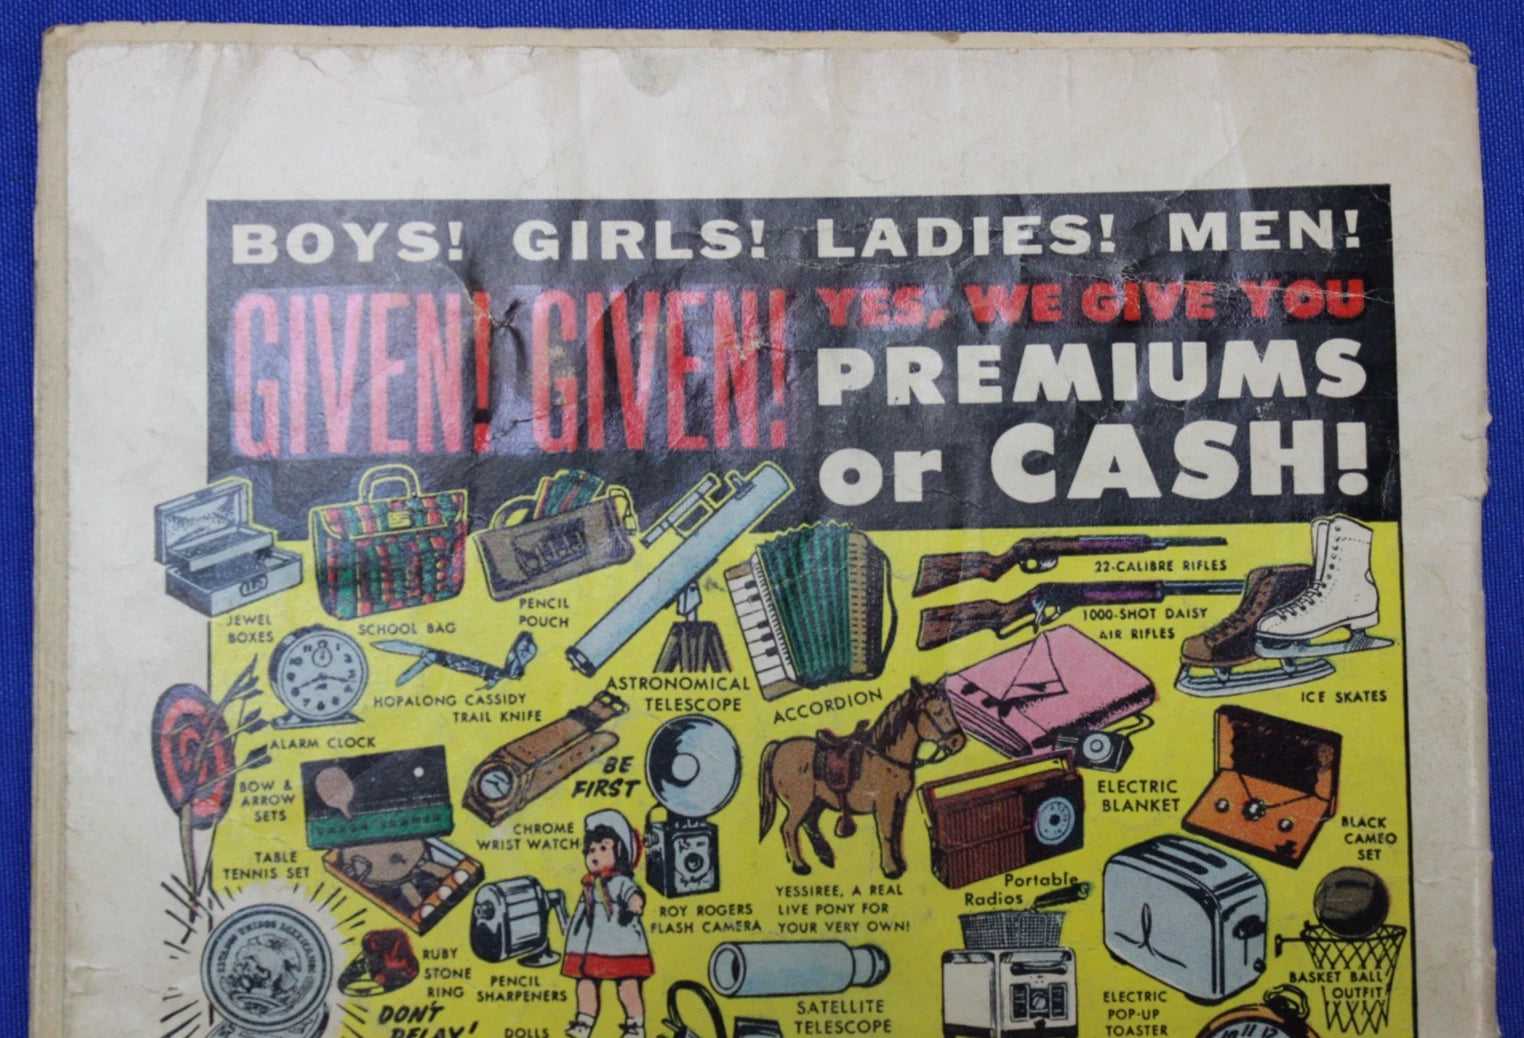 BOYS! GIRLS! LADIES! MEN!
GIVEN! GIVEN!
YES, WE GIVE YOU
PREMIUMS
or CASH!
JEWEL
BOXES
SCHOOL BAG
PENCIL
POUCH
ASTRONOMICAL
TELESCOPE
ACCORDION
22-CALIBRE RIFLES
1000-SHOT DAISY
AIR RIFLES
ICE SKATES
HOPALONG CASSIDY
TRAIL KNIFE
ALARM CLOCK
BOW &
ARROW
SETS
BE
FIRST
CHROME
WRIST WATCH
ELECTRIC
BLANKET
BLACK
CAMEO
SET
TABLE
TENNIS SET
Portable
Radios
YESSIREE, A REAL
LIVE PONY FOR
YOUR VERY OWN!
ROY ROGERS
FLASH CAMERA
RUBY
STONE
RING
PENCIL
SHARPENERS
BASKET BALL
OUTFIT
DON'T
DELAY!
DOLLS
SATELLITE
TELESCOPE
ELECTRIC
POP-UP
TOASTER
11 12